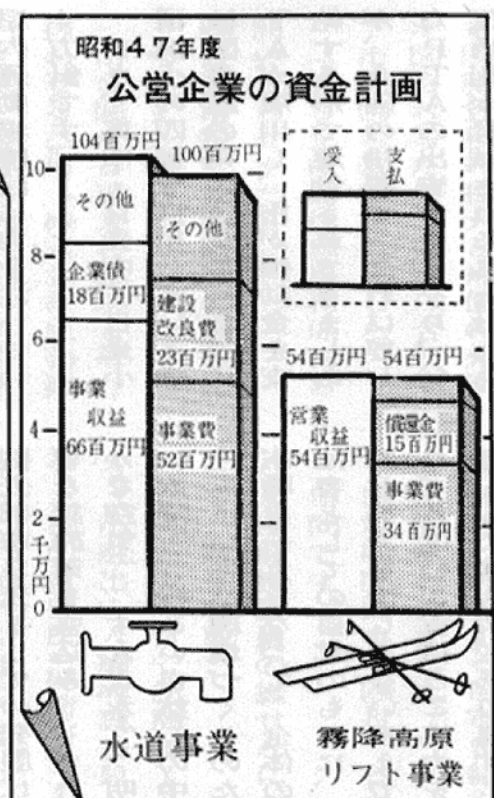 昭和47年度
公営企業の資金計画
104百万円
100百万円
受入
支払
10
8
6
4
2
千万円
0
その他
企業債
18百万円
事業
収益
66百万円
その他
建設
改良費
23百万円
事業費
52百万円
54百万円
54百万円
営業
収益
54百万円
償還金
15百万円
事業費
34百万円
水道事業
霧降高原
リフト事業